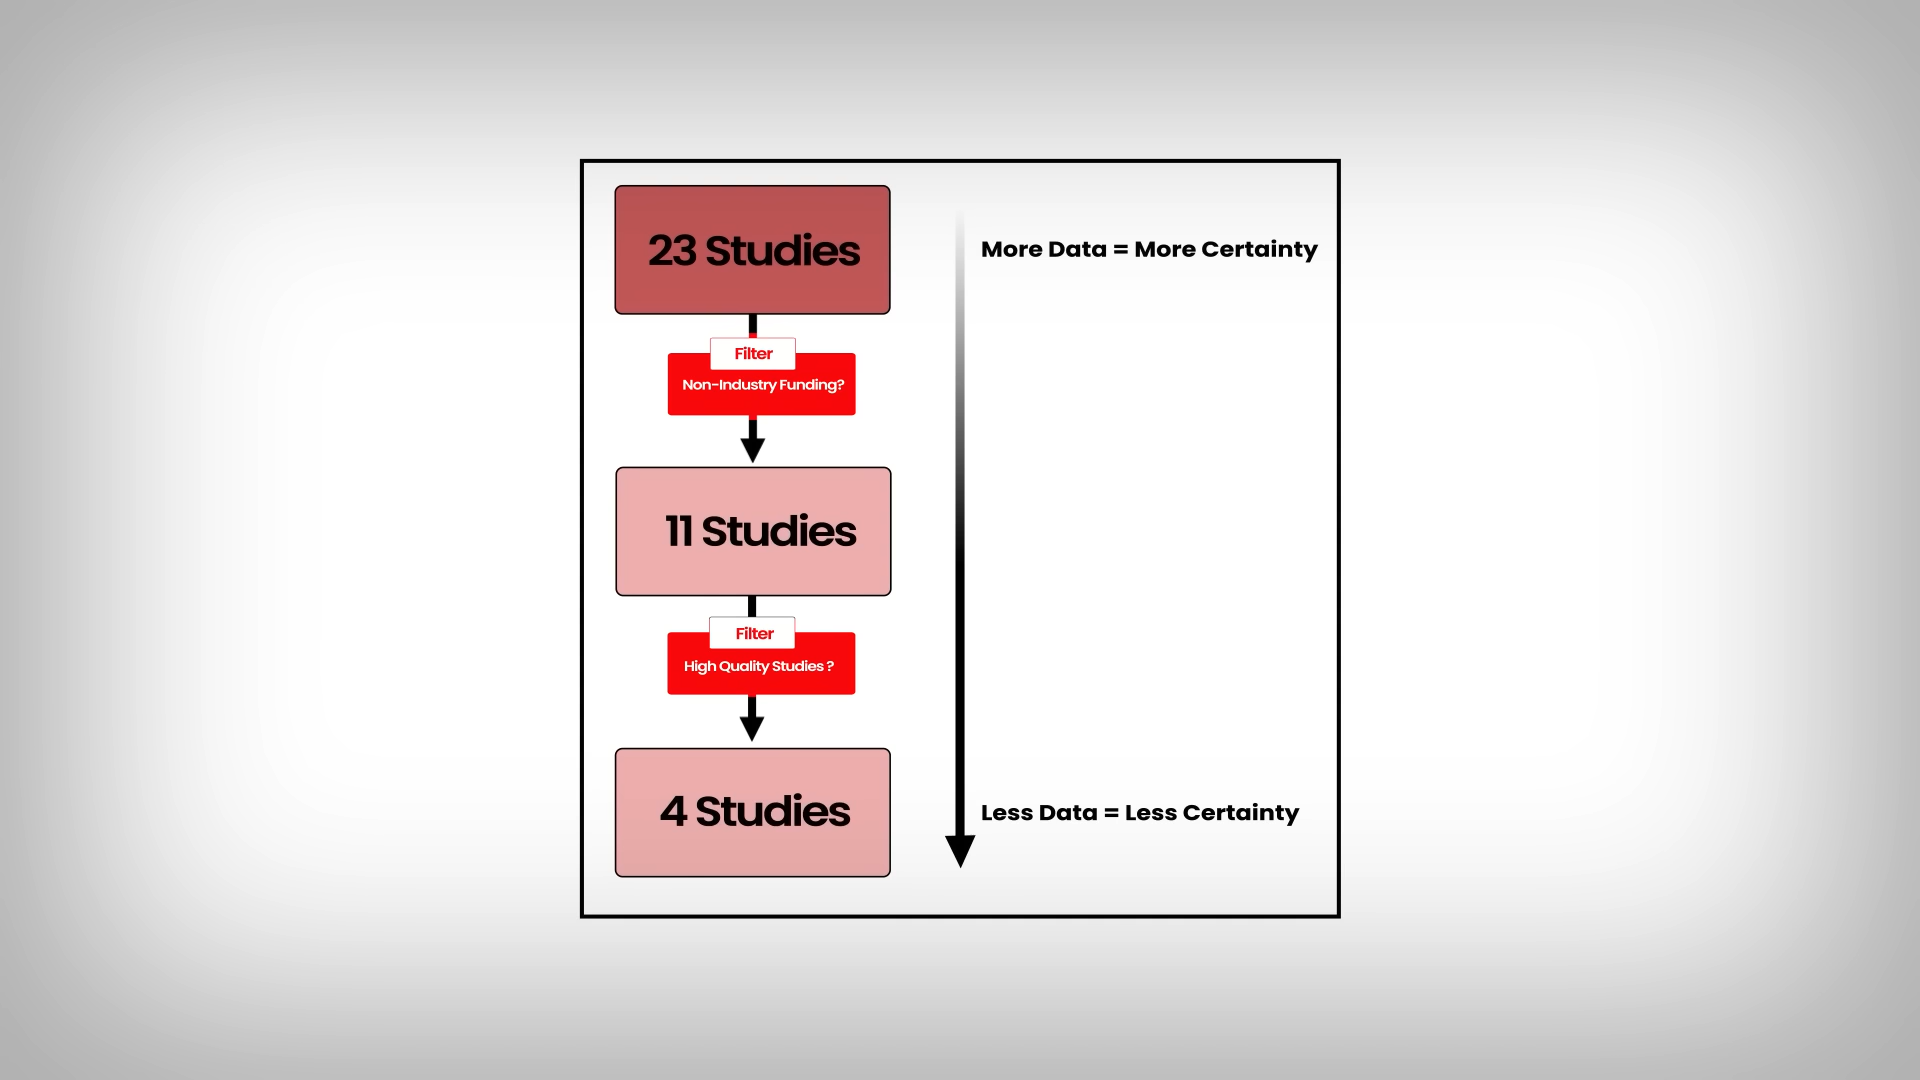 23 Studies
More Data = More Certainty
Filter
Non-Industry Funding?
11 Studies
Filter
High Quality Studies ?
4 Studies
Less Data = Less Certainty